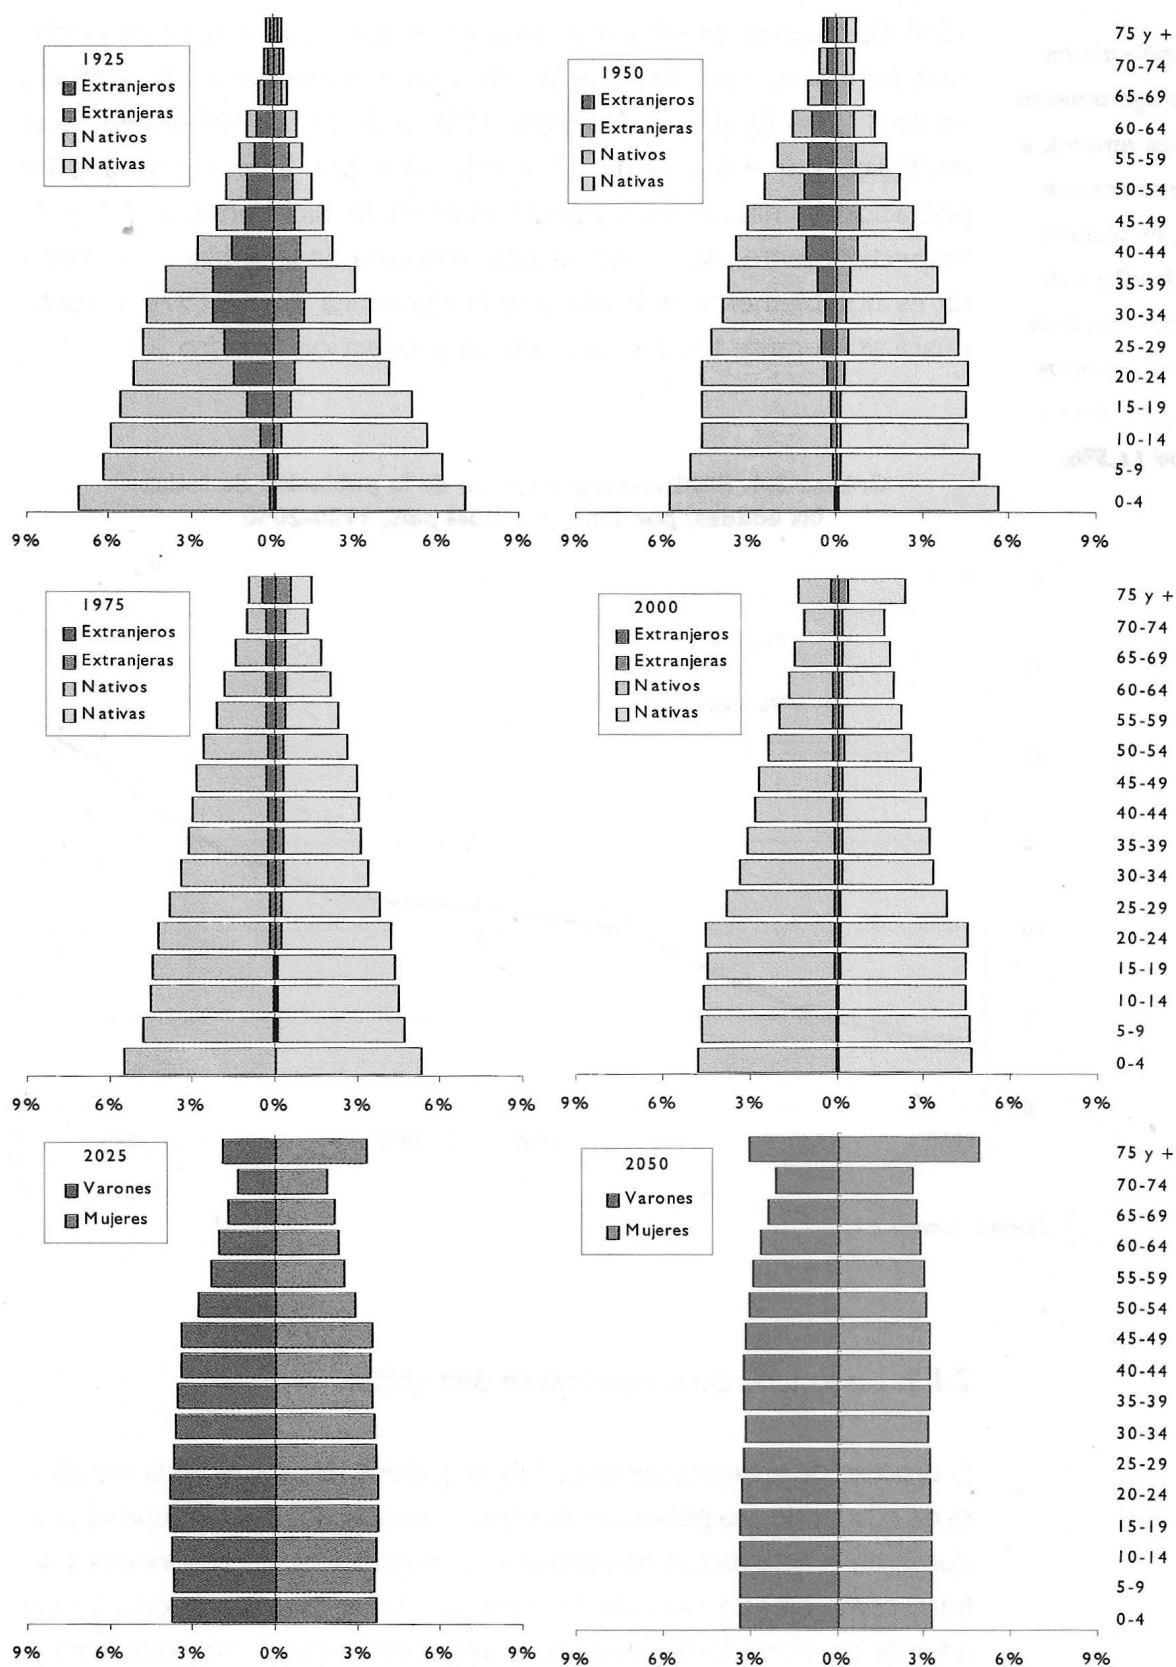 75 y +
70-74
65-69
60-64
55-59
50-54
45-49
40-44
35-39
30-34
25-29
20-24
15-19
10-14
5-9
0-4
1925
Extranjeros
Extranjeras
Nativos
Nativas
1950
Extranjeros
Extranjeras
Nativos
Nativas
9% 6% 3% 0% 3% 6% 9%
9% 6% 3% 0% 3% 6% 9%
75 y +
70-74
65-69
60-64
55-59
50-54
45-49
40-44
35-39
30-34
25-29
20-24
15-19
10-14
5-9
0-4
1975
Extranjeros
Extranjeras
Nativos
Nativas
2000
Extranjeros
Extranjeras
Nativos
Nativas
9% 6% 3% 0% 3% 6% 9%
9% 6% 3% 0% 3% 6% 9%
75 y +
70-74
65-69
60-64
55-59
50-54
45-49
40-44
35-39
30-34
25-29
20-24
15-19
10-14
5-9
0-4
2025
Varones
Mujeres
2050
Varones
Mujeres
9% 6% 3% 0% 3% 6% 9%
9% 6% 3% 0% 3% 6% 9%